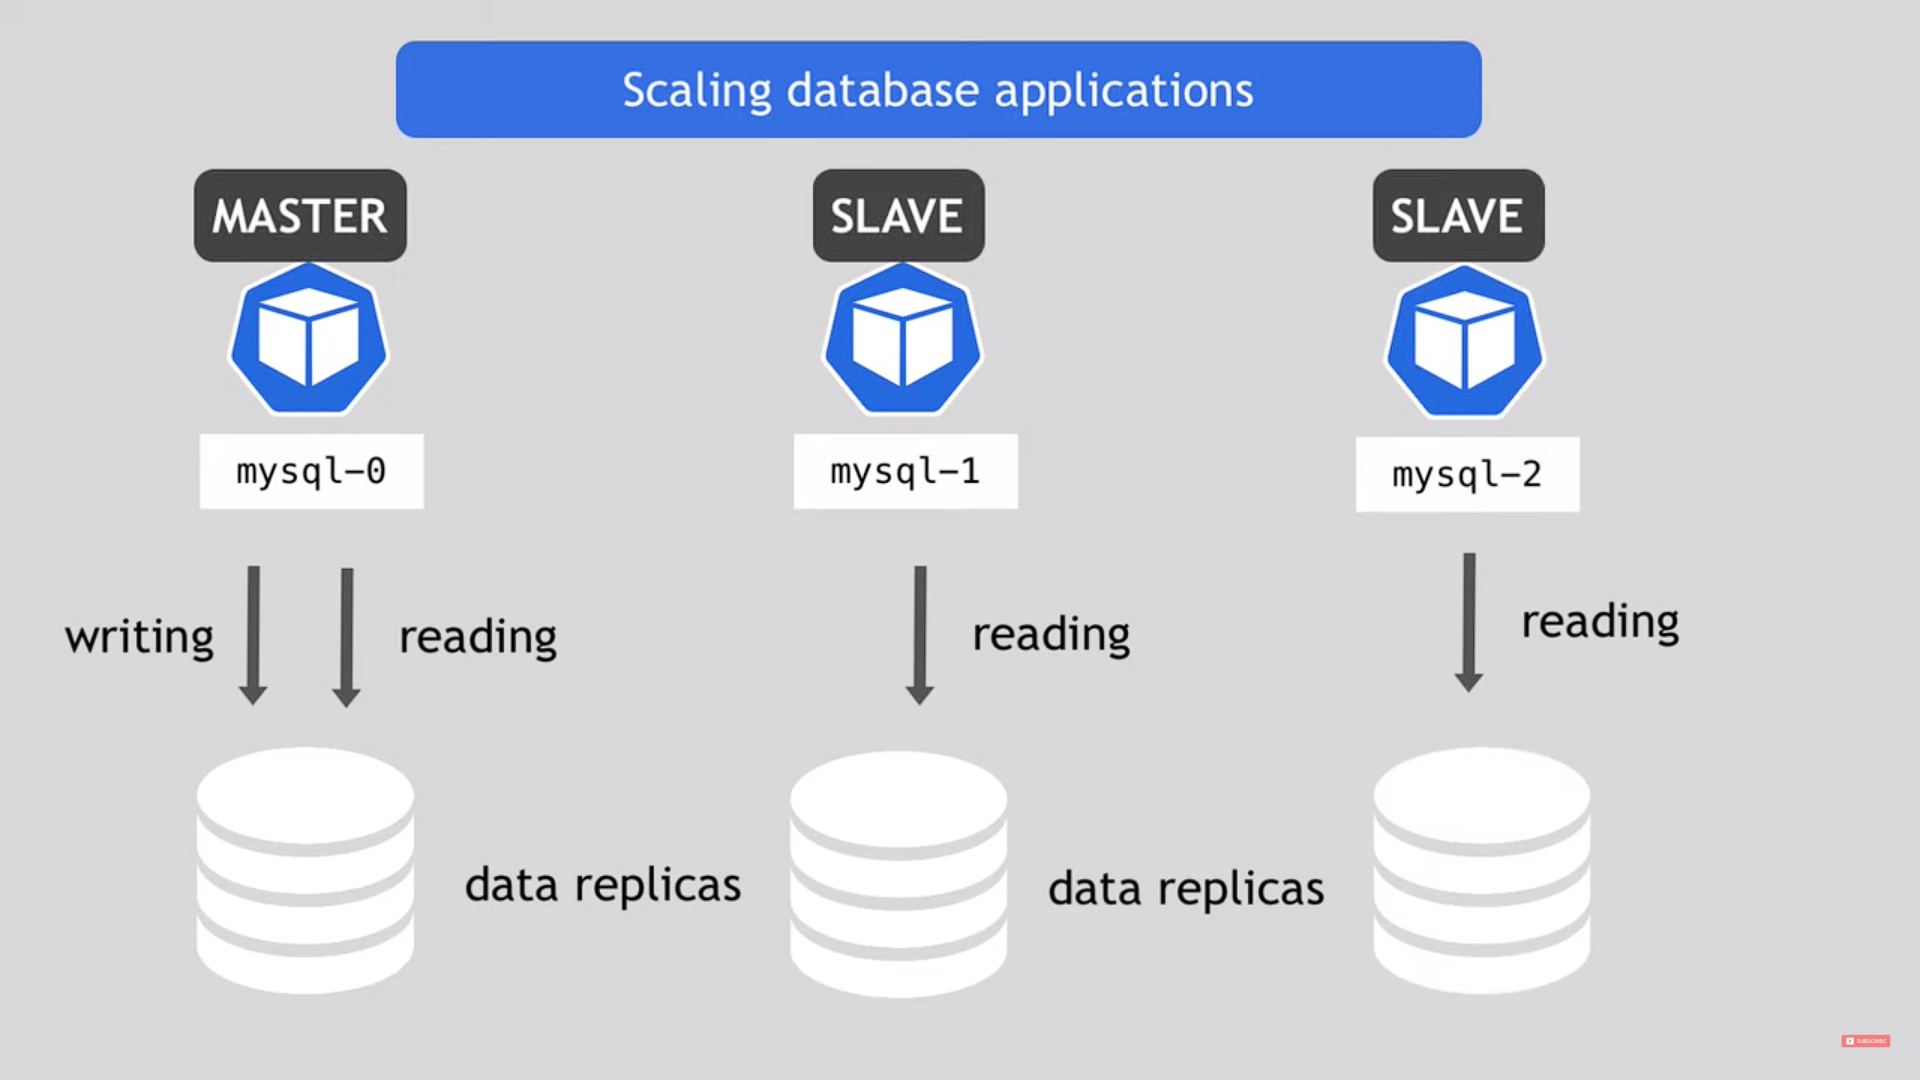 Scaling database applications
MASTER
SLAVE
SLAVE
mysql-0
mysql-1
mysql-2
writing
reading
reading
reading
data replicas
data replicas
SUBSCRIBE